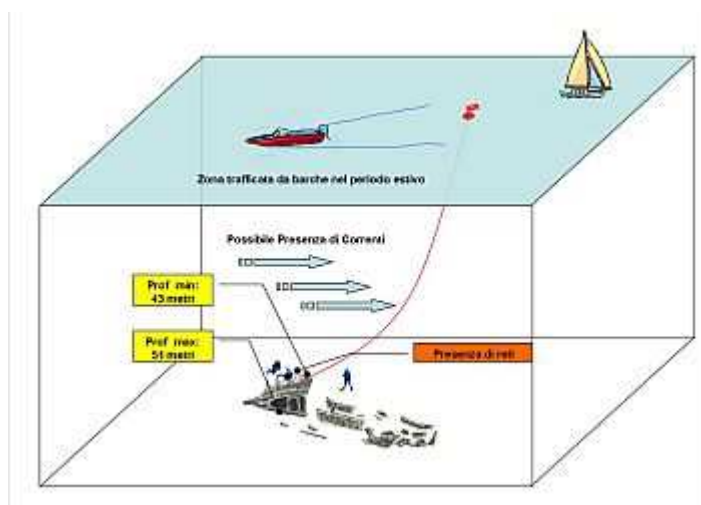 Zona trafficata da barche nel periodo estivo
Possibile Presenza di Correnti
Prof min:
43 metri
Prof max:
51 metri
Presenza di reti